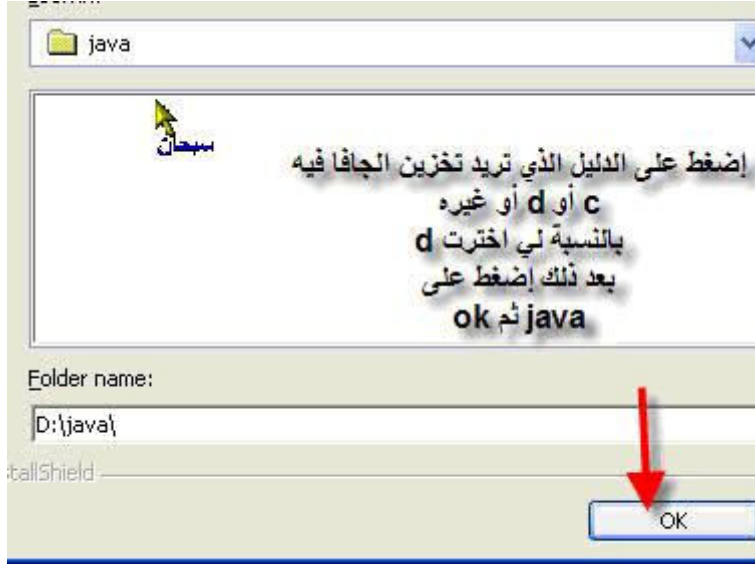 java
سبحان
إضغط على الدليل الذي تريد تخزين الجافا فيه
c أو d أو غيره
بالنسبة لي اخترت d
بعد ذلك إضغط على
java ثم ok
Folder name:
D:\java\
tallShield
OK